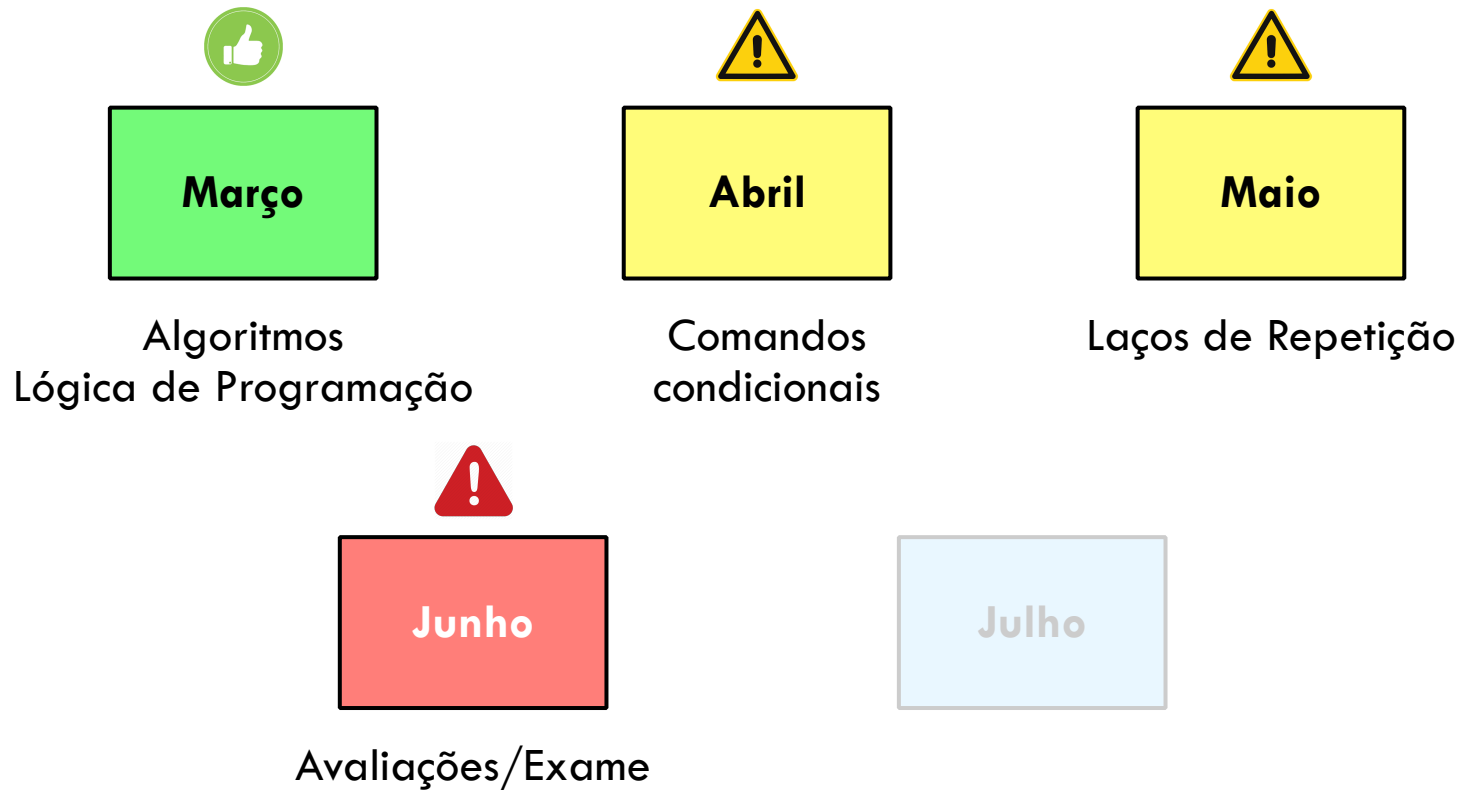 Março
Abril
Maio
Algoritmos
Lógica de Programação
Comandos
condicionais
Laços de Repetição
Junho
Julho
Avaliações/Exame